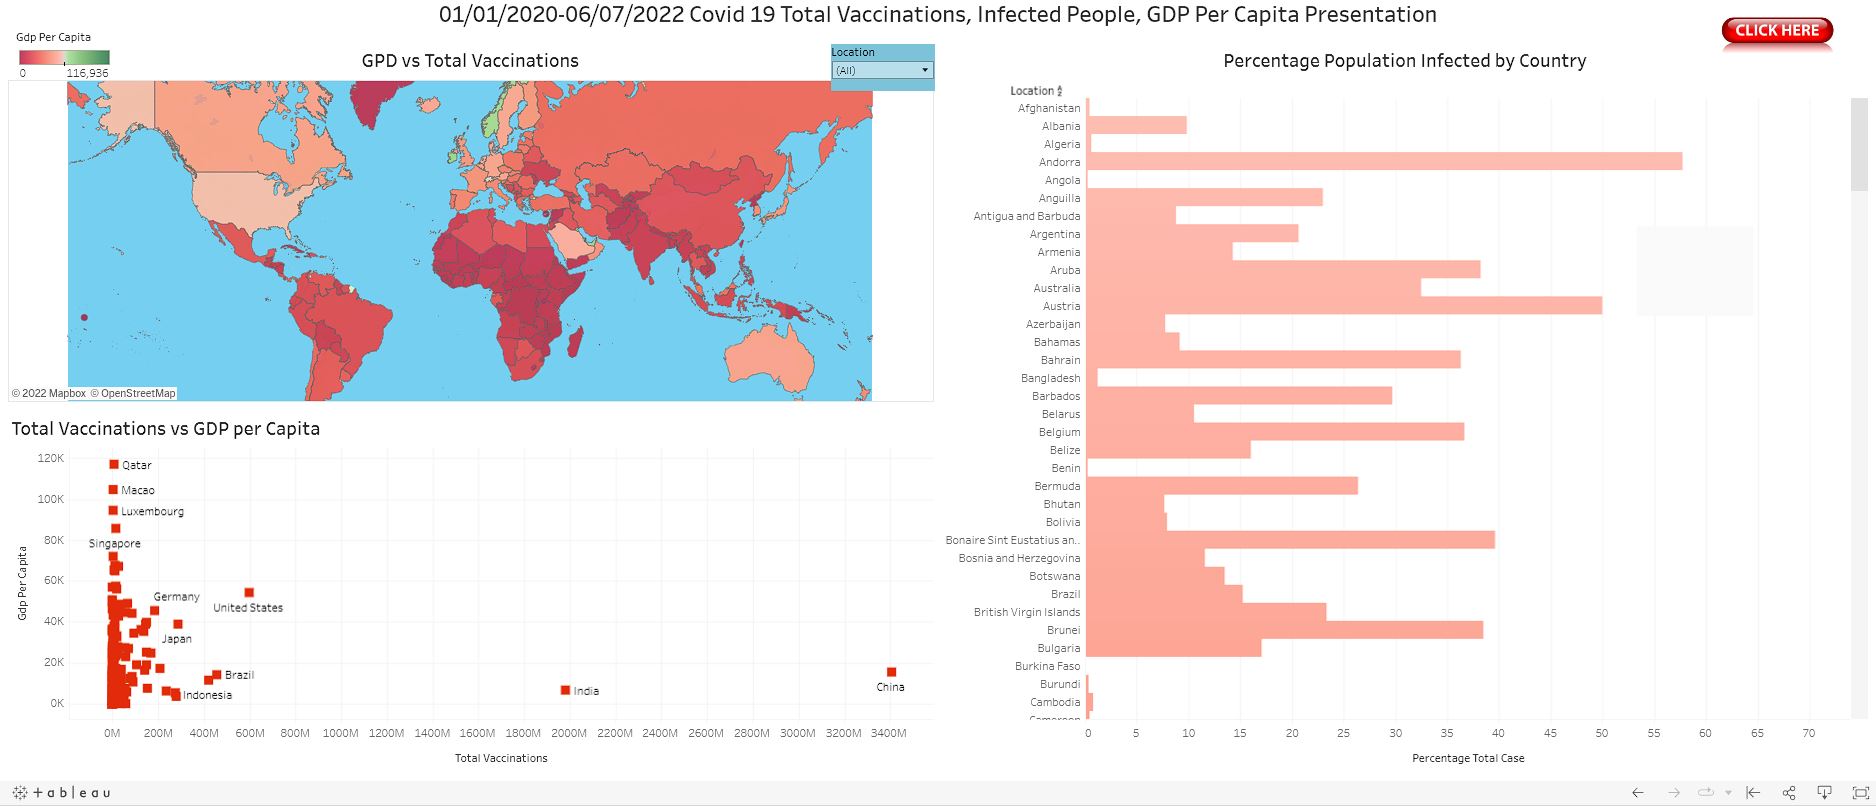 01/01/2020-06/07/2022 Covid 19 Total Vaccinations, Infected People, GDP Per Capita Presentation
CLICK HERE
Gdp Per Capita
0 116,936
GPD vs Total Vaccinations
Location
(All)
© 2022 Mapbox © OpenStreetMap
Total Vaccinations vs GDP per Capita
Gdp Per Capita
120K
100K
80K
60K
40K
20K
0K
Qatar
Macao
Luxembourg
Singapore
Germany
United States
Japan
Brazil
Indonesia
India
China
0M 200M 400M 600M 800M 1000M 1200M 1400M 1600M 1800M 2000M 2200M 2400M 2600M 2800M 3000M 3200M 3400M
Total Vaccinations
Percentage Population Infected by Country
Location
Afghanistan
Albania
Algeria
Andorra
Angola
Anguilla
Antigua and Barbuda
Argentina
Armenia
Aruba
Australia
Austria
Azerbaijan
Bahamas
Bahrain
Bangladesh
Barbados
Belarus
Belgium
Belize
Benin
Bermuda
Bhutan
Bolivia
Bonaire Sint Eustatius an..
Bosnia and Herzegovina
Botswana
Brazil
British Virgin Islands
Brunei
Bulgaria
Burkina Faso
Burundi
Cambodia
Cameroon
0 5 10 15 20 25 30 35 40 45 50 55 60 65 70
Percentage Total Case
+ableau